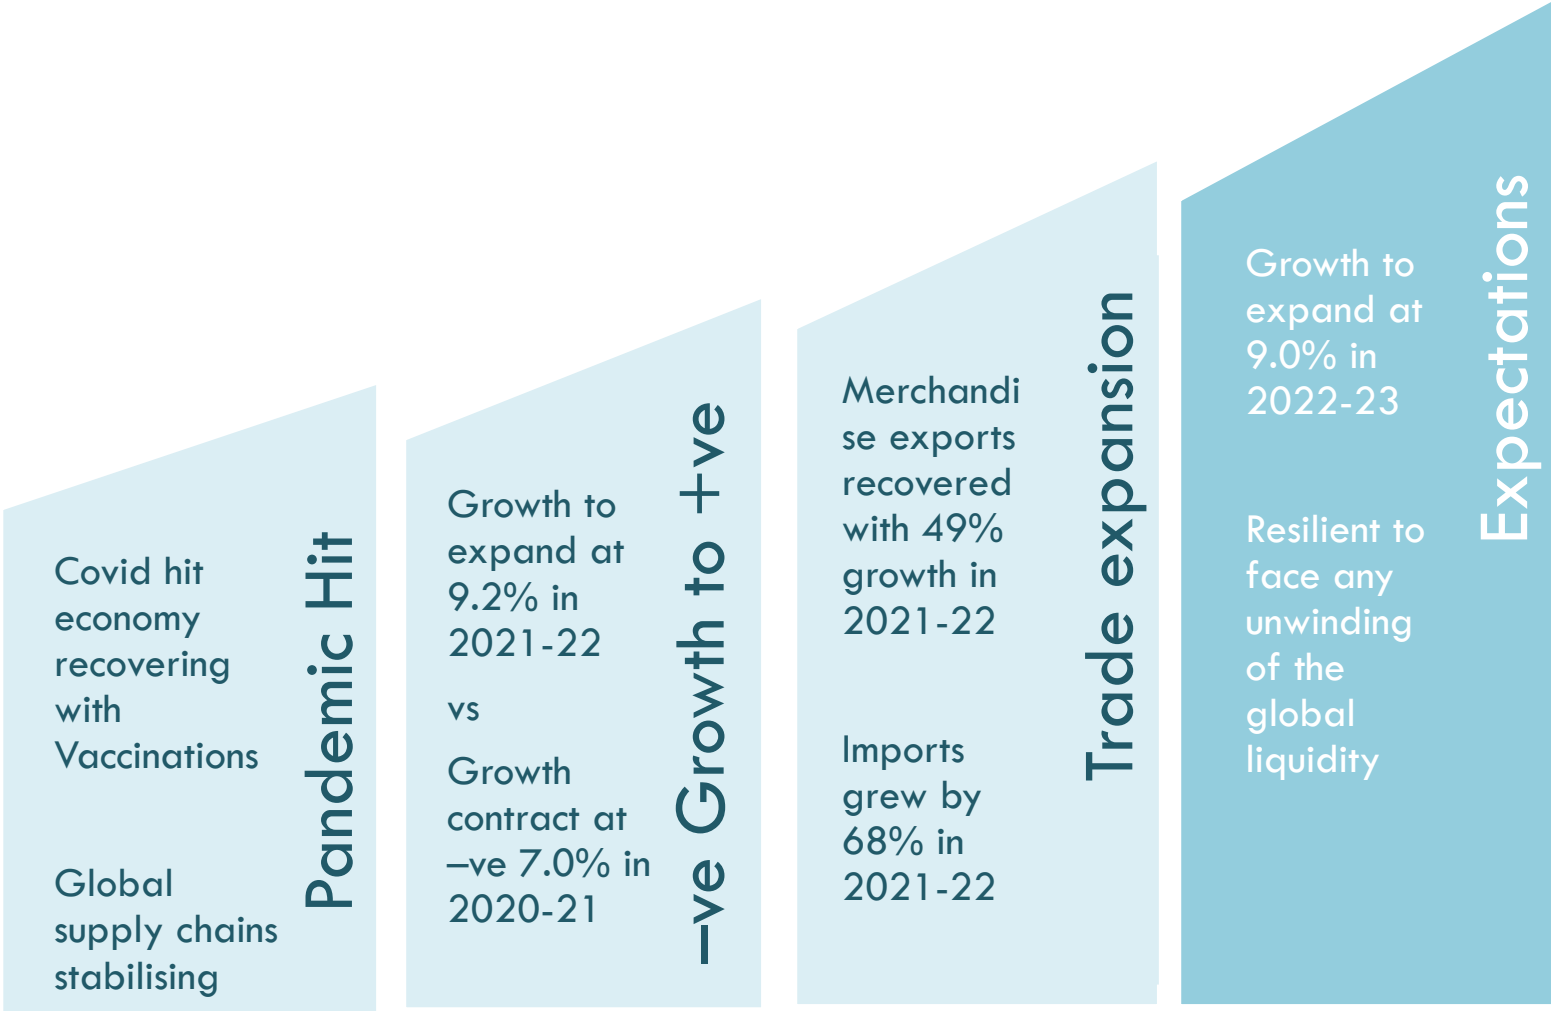 Covid hit
economy
recovering
with
Vaccinations
Global
supply chains
stabilising
Pandemic Hit
Growth to
expand at
9.2% in
2021-22
vs
Growth
contract at
–ve 7.0% in
2020-21
–ve Growth to +ve
Merchandi
se exports
recovered
with 49%
growth in
2021-22
Imports
grew by
68% in
2021-22
Trade expansion
Growth to
expand at
9.0% in
2022-23
Resilient to
face any
unwinding
of the
global
liquidity
Expectations